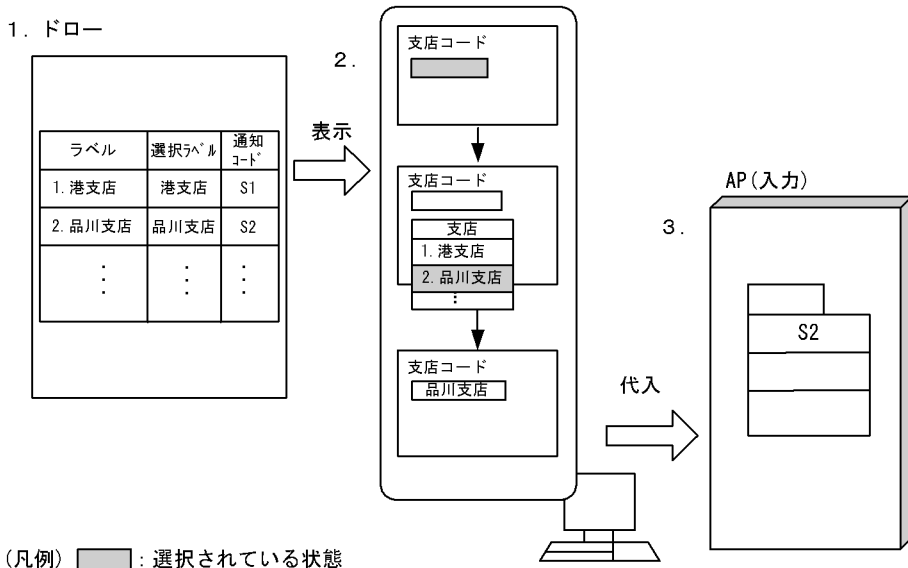 1. ドロー
ラベル 選択ラベル 通知コード
1. 港支店 港支店 S1
2. 品川支店 品川支店 S2
⋮ ⋮ ⋮
表示
2.
支店コード
支店コード
支店
1. 港支店
2. 品川支店
⋮
支店コード
品川支店
代入
AP(入力)
3.
S2
(凡例) : 選択されている状態